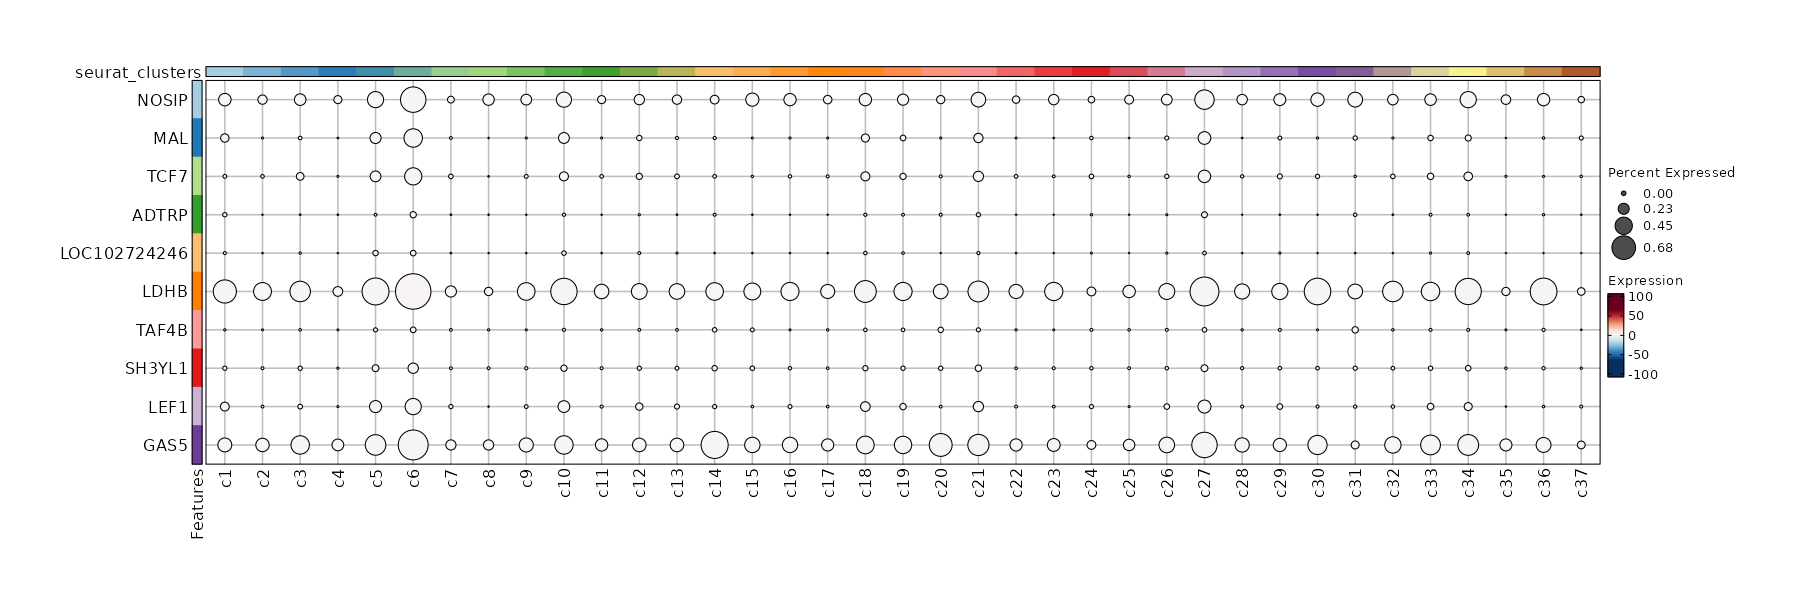 seurat_clusters
NOSIP
MAL
TCF7
ADTRP
LOC102724246
LDHB
TAF4B
SH3YL1
LEF1
GAS5
Features
c1
c2
c3
c4
c5
c6
c7
c8
c9
c10
c11
c12
c13
c14
c15
c16
c17
c18
c19
c20
c21
c22
c23
c24
c25
c26
c27
c28
c29
c30
c31
c32
c33
c34
c35
c36
c37
Percent Expressed
0.00
0.23
0.45
0.68
Expression
100
50
0
-50
-100